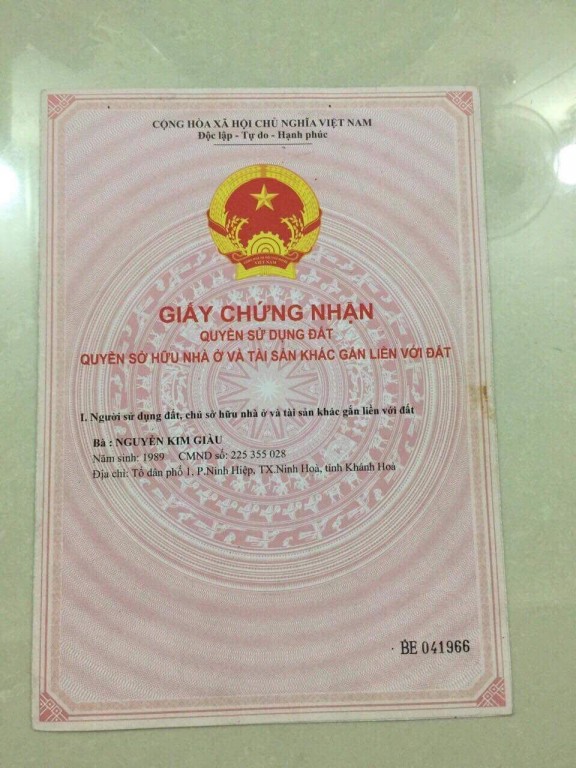 CỘNG HÒA XÃ HỘI CHỦ NGHĨA VIỆT NAM
Độc lập - Tự do - Hạnh phúc
GIẤY CHỨNG NHẬN
QUYỀN SỬ DỤNG ĐẤT
QUYỀN SỞ HỮU NHÀ Ở VÀ TÀI SẢN KHÁC GẮN LIỀN VỚI ĐẤT
I. Người sử dụng đất, chủ sở hữu nhà ở và tài sản khác gắn liền với đất
Bà : NGUYỄN KIM GIÀU
Năm sinh: 1989 CMND số: 225 355 028
Địa chỉ: Tổ dân phố 1, P.Ninh Hiệp, TX.Ninh Hoà, tỉnh Khánh Hoà
BE 041966